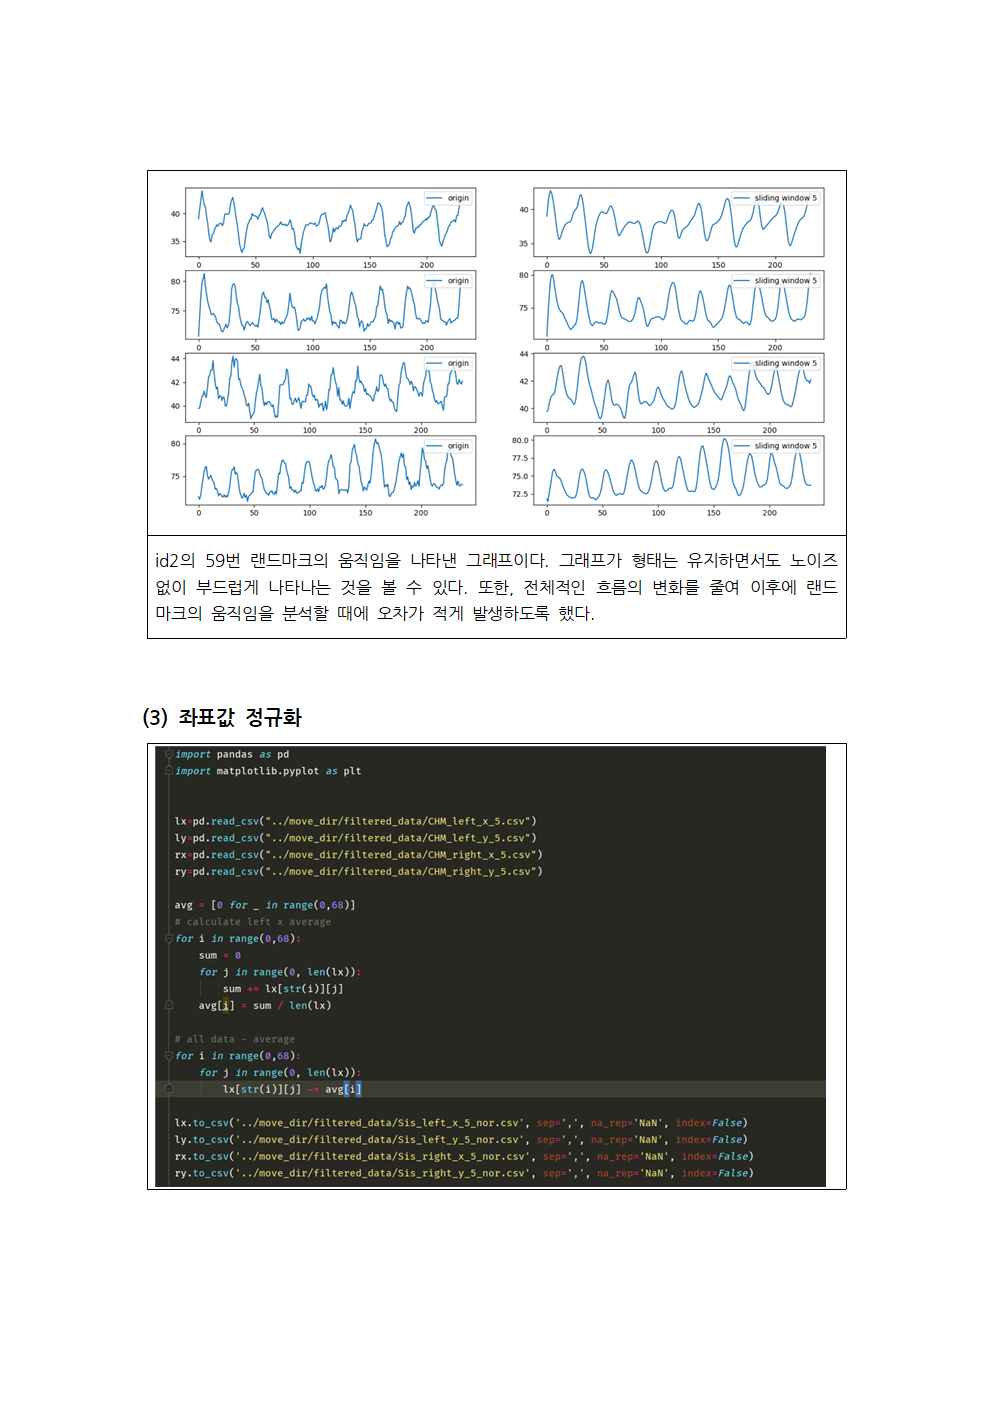 origin
sliding window 5
40
35
0 50 100 150 200
40
35
0 50 100 150 200
origin
sliding window 5
80
75
0 50 100 150 200
80
75
0 50 100 150 200
origin
sliding window 5
44
42
40
0 50 100 150 200
44
42
40
0 50 100 150 200
origin
sliding window 5
80
75
0 50 100 150 200
80.0
77.5
75.0
72.5
0 50 100 150 200
id2의 59번 랜드마크의 움직임을 나타낸 그래프이다. 그래프가 형태는 유지하면서도 노이즈
없이 부드럽게 나타나는 것을 볼 수 있다. 또한, 전체적인 흐름의 변화를 줄여 이후에 랜드
마크의 움직임을 분석할 때에 오차가 적게 발생하도록 했다.
(3) 좌표값 정규화
import pandas as pd
import matplotlib.pyplot as plt
lx=pd.read_csv("../move_dir/filtered_data/CHM_left_x_5.csv")
ly=pd.read_csv("../move_dir/filtered_data/CHM_left_y_5.csv")
rx=pd.read_csv("../move_dir/filtered_data/CHM_right_x_5.csv")
ry=pd.read_csv("../move_dir/filtered_data/CHM_right_y_5.csv")
avg = [0 for _ in range(0,68)]
# calculate left x average
for i in range(0,68):
    sum = 0
    for j in range(0, len(lx)):
        sum += lx[str(i)][j]
    avg[i] = sum / len(lx)
# all data - average
for i in range(0,68):
    for j in range(0, len(lx)):
        lx[str(i)][j] -= avg[i]
lx.to_csv('../move_dir/filtered_data/Sis_left_x_5_nor.csv', sep=',', na_rep='NaN', index=False)
ly.to_csv('../move_dir/filtered_data/Sis_left_y_5_nor.csv', sep=',', na_rep='NaN', index=False)
rx.to_csv('../move_dir/filtered_data/Sis_right_x_5_nor.csv', sep=',', na_rep='NaN', index=False)
ry.to_csv('../move_dir/filtered_data/Sis_right_y_5_nor.csv', sep=',', na_rep='NaN', index=False)